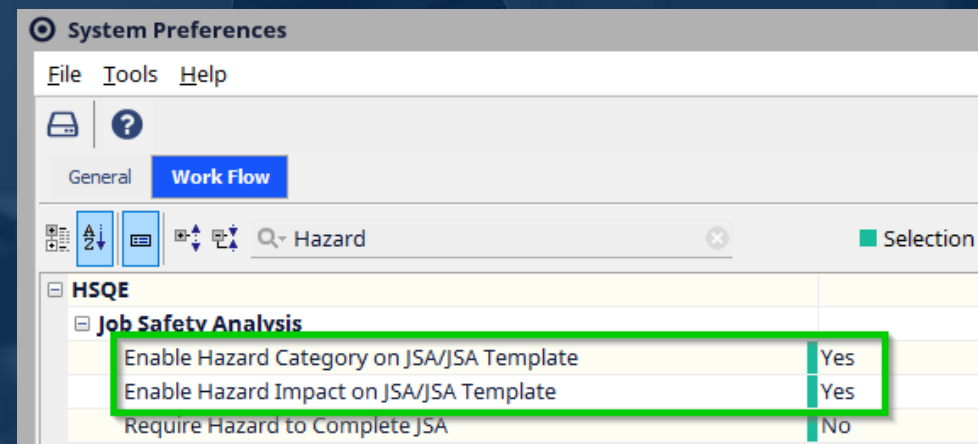 System Preferences
File Tools Help
General Work Flow
Hazard Selection
HSQE
Job Safety Analysis
Enable Hazard Category on JSA/JSA Template Yes
Enable Hazard Impact on JSA/JSA Template Yes
Require Hazard to Complete JSA No